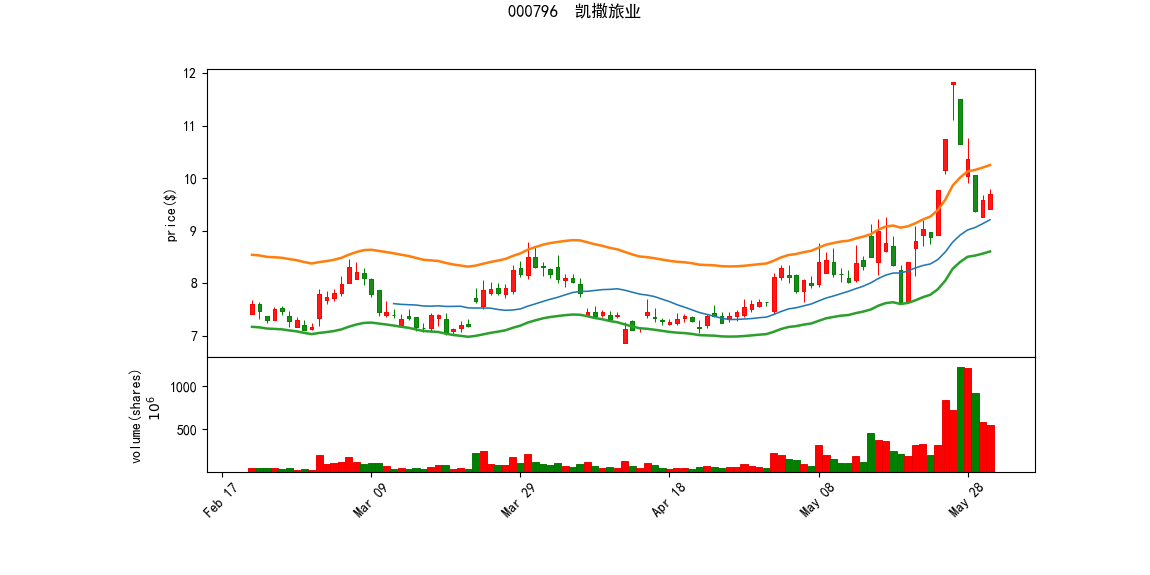 000796 凯撒旅业
price($)
12
11
10
9
8
7
volume(shares)
10^6
1000
500
Feb 17
Mar 09
Mar 29
Apr 18
May 08
May 28